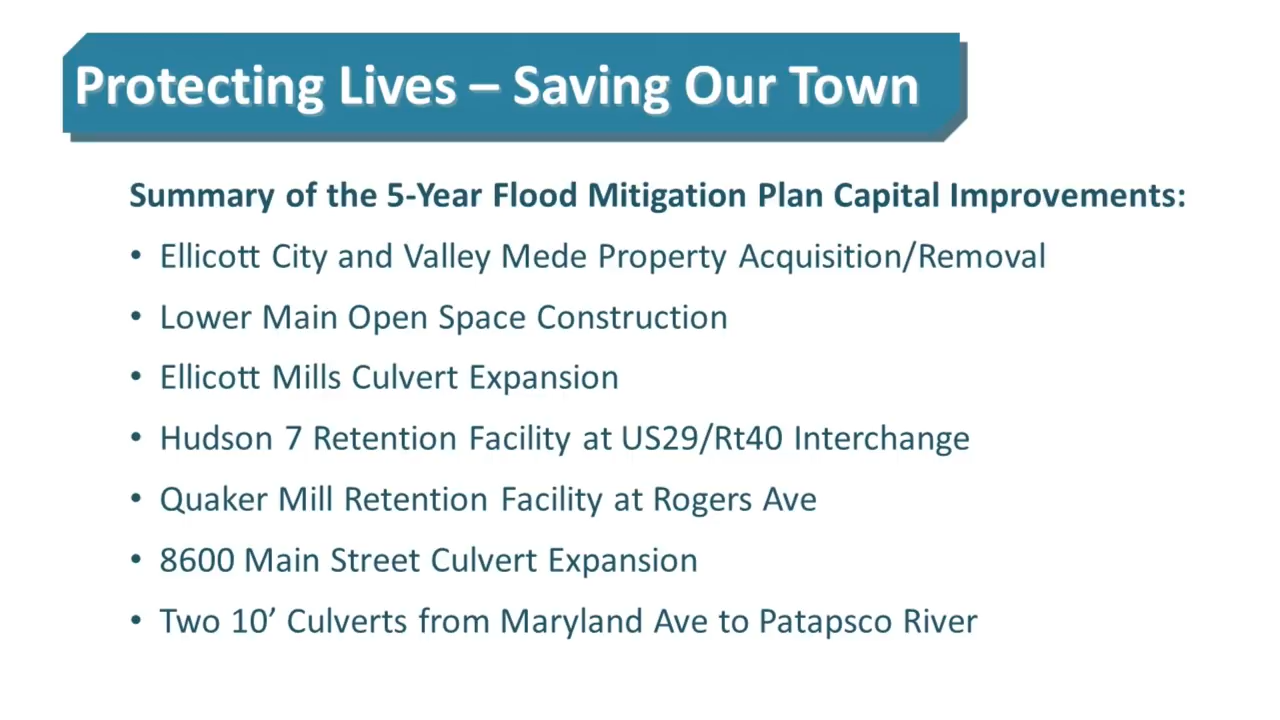 Protecting Lives – Saving Our Town
Summary of the 5-Year Flood Mitigation Plan Capital Improvements:
• Ellicott City and Valley Mede Property Acquisition/Removal
• Lower Main Open Space Construction
• Ellicott Mills Culvert Expansion
• Hudson 7 Retention Facility at US29/Rt40 Interchange
• Quaker Mill Retention Facility at Rogers Ave
• 8600 Main Street Culvert Expansion
• Two 10’ Culverts from Maryland Ave to Patapsco River